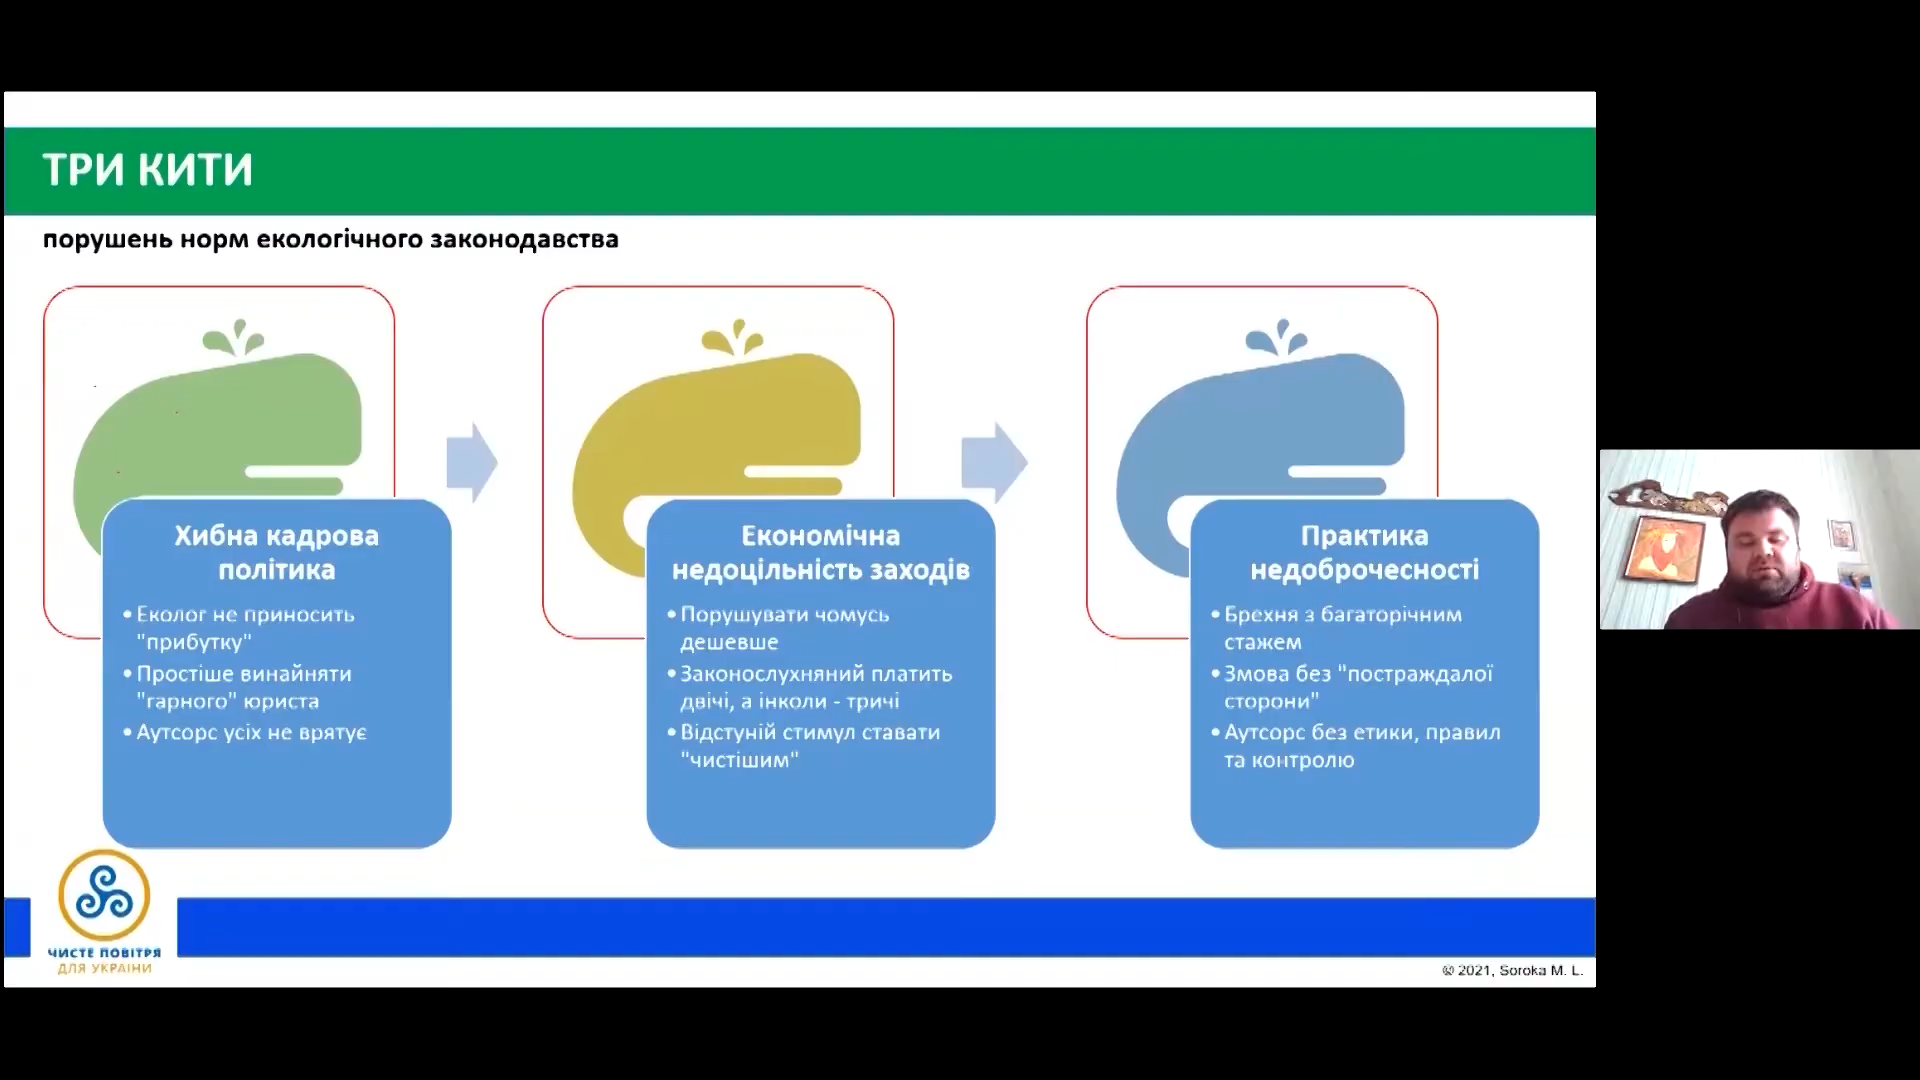 ТРИ КИТИ
порушень норм екологічного законодавства
Хибна кадрова
політика
• Еколог не приносить
"прибутку"
• Простіше винайняти
"гарного" юриста
• Аутсорс усіх не врятує
Економічна
недоцільність заходів
• Порушувати чомусь
дешевше
• Законослухняний платить
двічі, а інколи - тричі
• Відстуній стимул ставати
"чистішим"
Практика
недоброчесності
• Брехня з багаторічним
стажем
• Змова без "постраждалої
сторони"
• Аутсорс без етики, правил
та контролю
ЧИСТЕ ПОВІТРЯ
ДЛЯ УКРАЇНИ
© 2021, Soroka M. L.